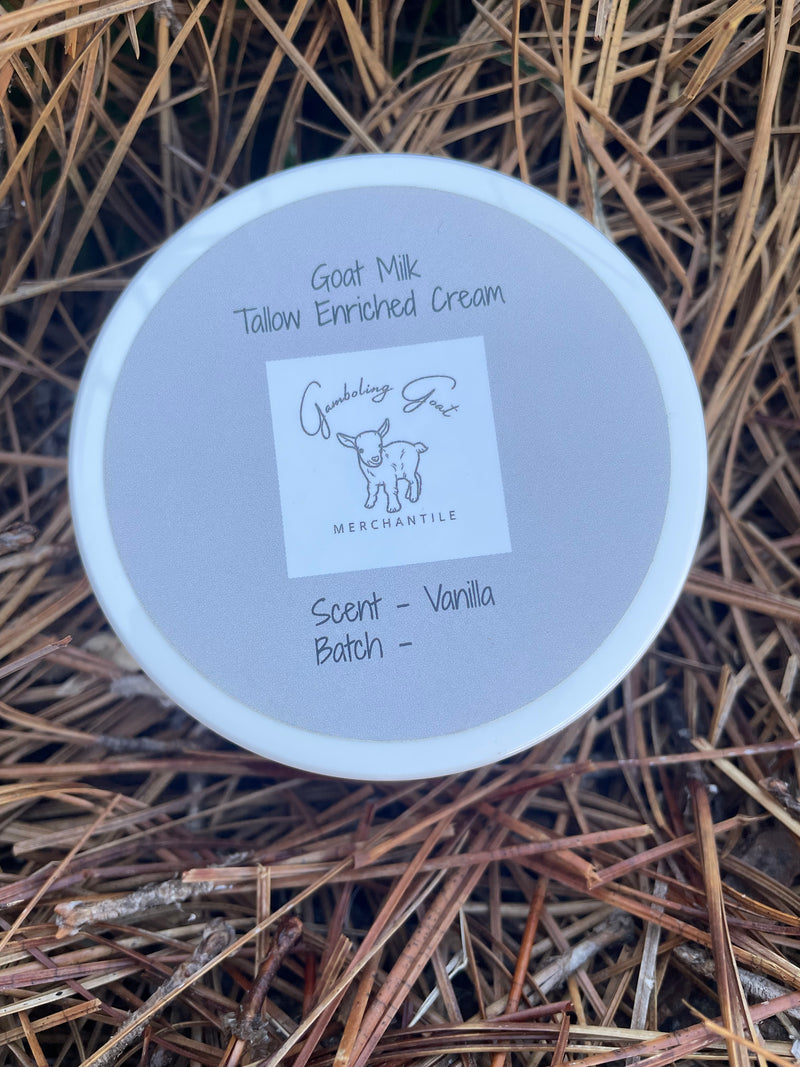 Goat Milk
Tallow Enriched Cream
Gamboling Goat
MERCHANTILE
Scent - Vanilla
Batch -